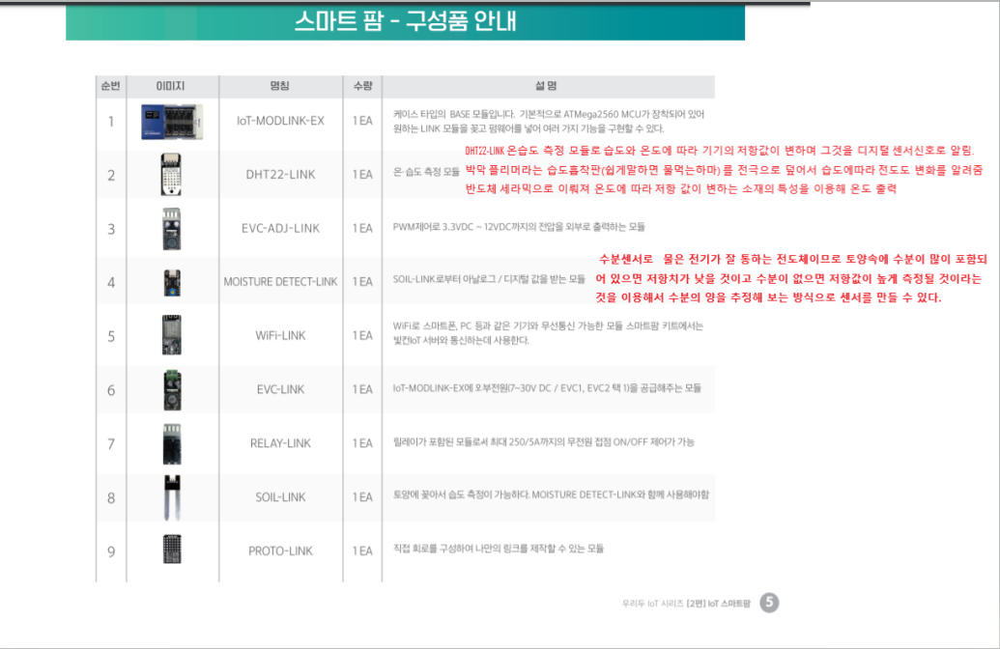 스마트 팜 - 구성품 안내
순번 이미지 명칭 수량 설 명
1 IoT-MODLINK-EX 1 EA 케이스 타입의 BASE 모듈입니다. 기본적으로 ATMega2560 MCU가 장착되어 있어
원하는 LINK 모듈을 꽂고 펌웨어를 넣어 여러 가지 기능을 구현할 수 있다.
DHT22-LINK 온습도 측정 모듈로 습도와 온도에 따라 기기의 저항값이 변하며 그것을 디지털 센서신호로 알림.
2 DHT22-LINK 1 EA 온·습도 측정 모듈 박막 플리머라는 습도흡착판(쉽게말하면 물먹는하마) 를 전극으로 덮어서 습도에따라 전도도 변화를 알려줌
반도체 세라믹으로 이뤄져 온도에 따라 저항 값이 변하는 소재의 특성을 이용해 온도 출력
3 EVC-ADJ-LINK 1 EA PWM제어로 3.3VDC ~ 12VDC까지의 전압을 외부로 출력하는 모듈
수분센서로 물은 전기가 잘 통하는 전도체이므로 토양속에 수분이 많이 포함되
4 MOISTURE DETECT-LINK 1 EA SOIL-LINK로부터 아날로그 / 디지털 값을 받는 모듈 어 있으면 저항치가 낮을 것이고 수분이 없으면 저항값이 높게 측정될 것이라는
것을 이용해서 수분의 양을 추정해 보는 방식으로 센서를 만들 수 있다.
5 WiFi-LINK 1 EA WiFi로 스마트폰, PC 등과 같은 기기와 무선통신 가능한 모듈 스마트팜 키트에서는
빛컨IoT 서버와 통신하는데 사용한다.
6 EVC-LINK 1 EA IoT-MODLINK-EX에 외부전원(7~30V DC / EVC1, EVC2 택 1)을 공급해주는 모듈
7 RELAY-LINK 1 EA 릴레이가 포함된 모듈로써 최대 250/5A까지의 무전원 접점 ON/OFF 제어가 가능
8 SOIL-LINK 1 EA 토양에 꽂아서 습도 측정이 가능하다. MOISTURE DETECT-LINK와 함께 사용해야함
9 PROTO-LINK 1 EA 직접 회로를 구성하여 나만의 링크를 제작할 수 있는 모듈
우리두 IoT 시리즈 [2편] IoT 스마트팜 5